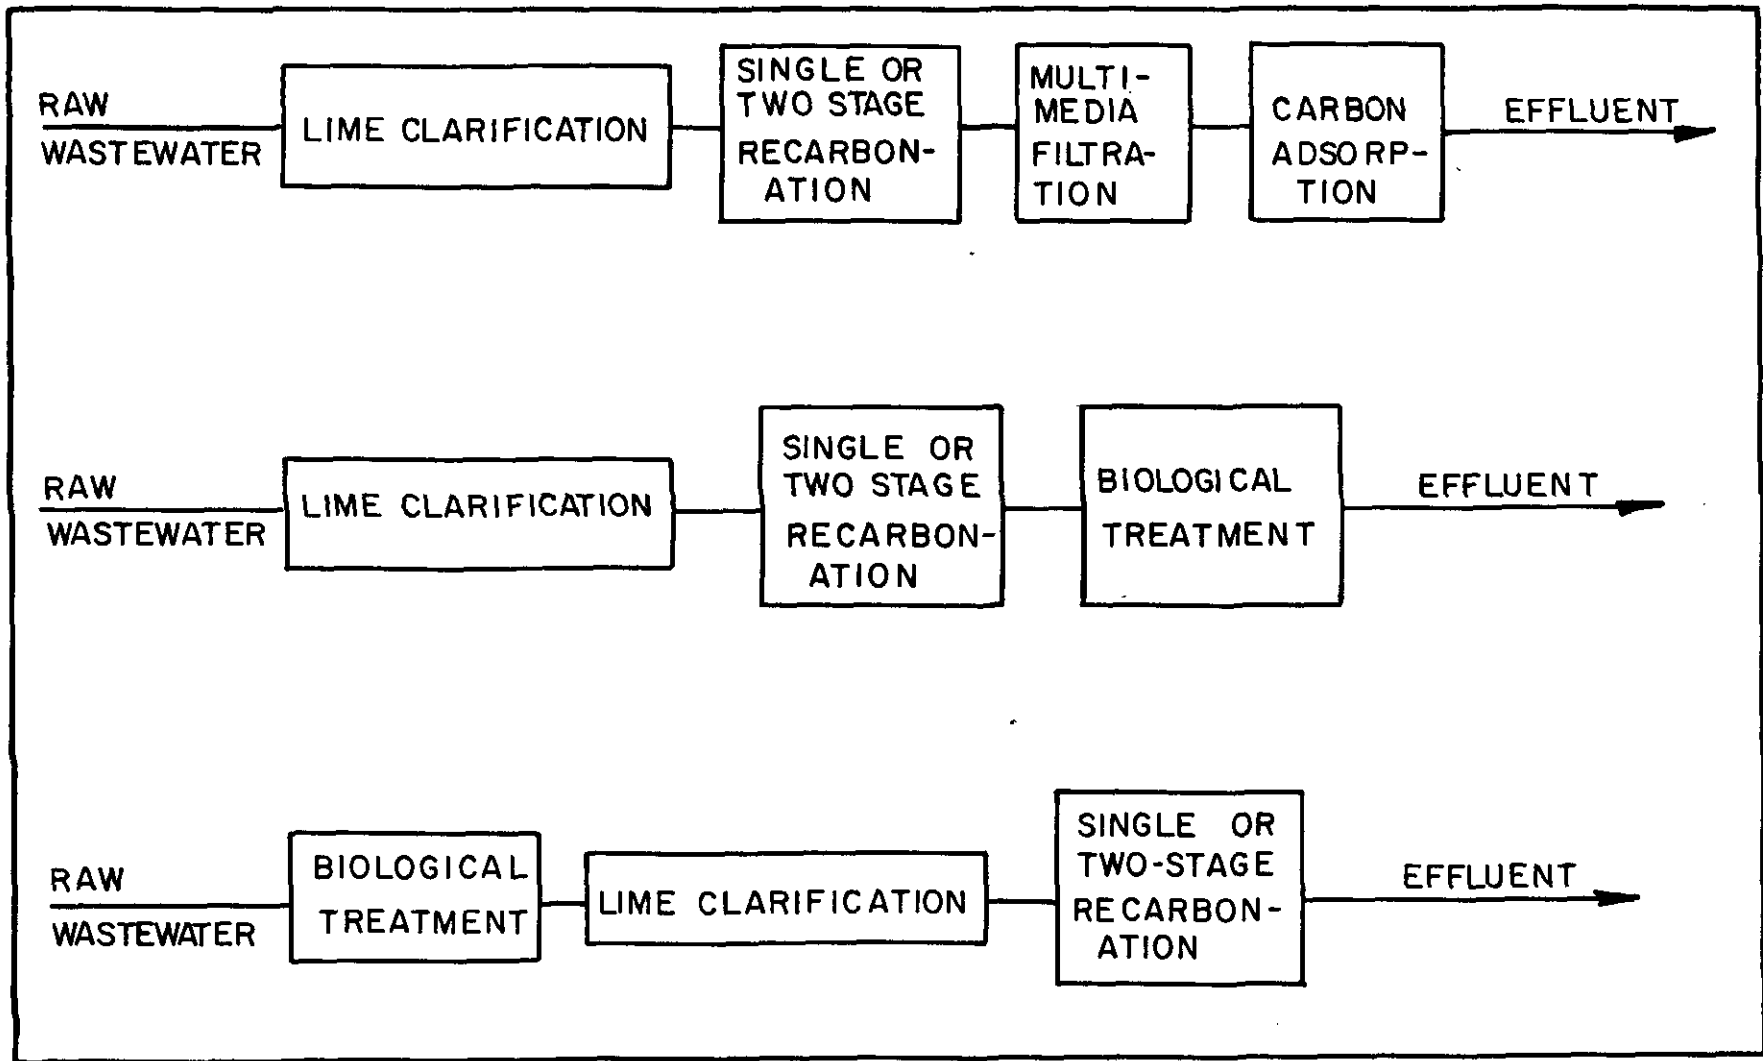 RAW
WASTEWATER
LIME CLARIFICATION
SINGLE OR
TWO STAGE
RECARBON-
ATION
MULTI-
MEDIA
FILTRA-
TION
CARBON
ADSORP-
TION
EFFLUENT
RAW
WASTEWATER
LIME CLARIFICATION
SINGLE OR
TWO STAGE
RECARBON-
ATION
BIOLOGICAL
TREATMENT
EFFLUENT
RAW
WASTEWATER
BIOLOGICAL
TREATMENT
LIME CLARIFICATION
SINGLE OR
TWO-STAGE
RECARBON-
ATION
EFFLUENT